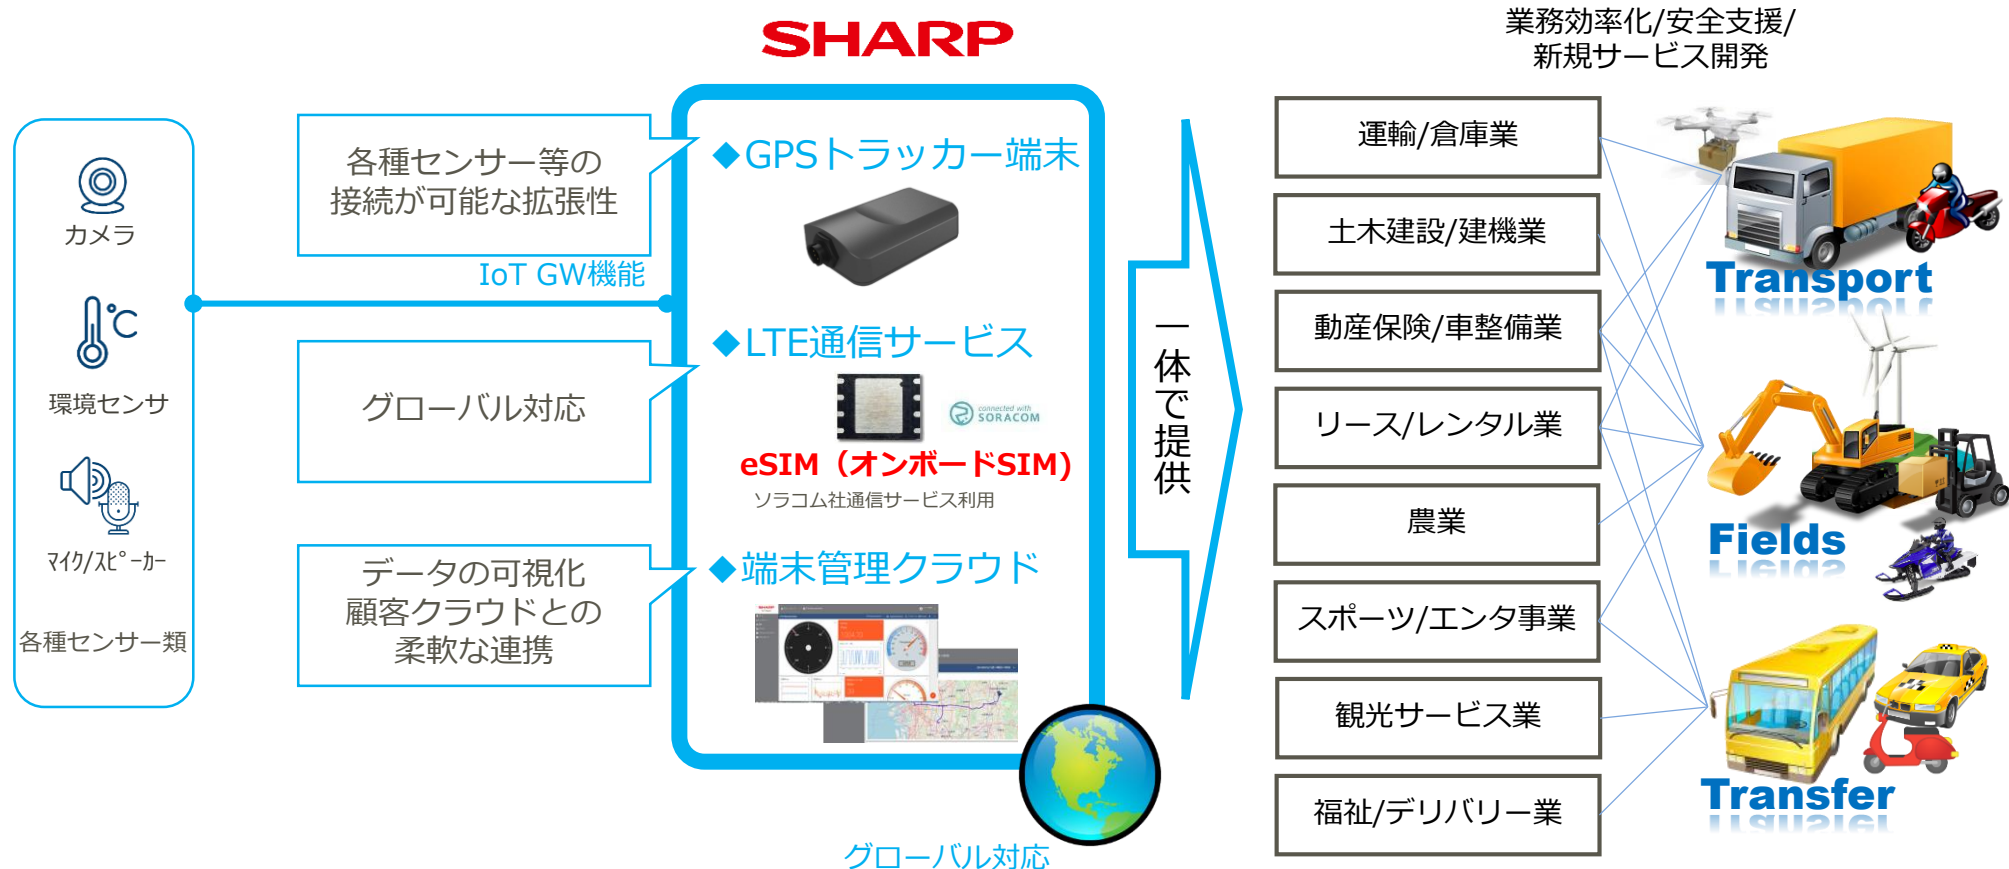 SHARP
業務効率化/安全支援/
新規サービス開発
カメラ
℃
環境センサ
ﾏｲｸ/ｽﾋﾟｰｶｰ
各種センサー類
各種センサー等の
接続が可能な拡張性
IoT GW機能
グローバル対応
データの可視化
顧客クラウドとの
柔軟な連携
◆GPSトラッカー端末
◆LTE通信サービス
connected with
SORACOM
eSIM（オンボードSIM)
ソラコム社通信サービス利用
◆端末管理クラウド
グローバル対応
一体で提供
運輸/倉庫業
土木建設/建機業
動産保険/車整備業
リース/レンタル業
農業
スポーツ/エンタ事業
観光サービス業
福祉/デリバリー業
Transport
Fields
Transfer